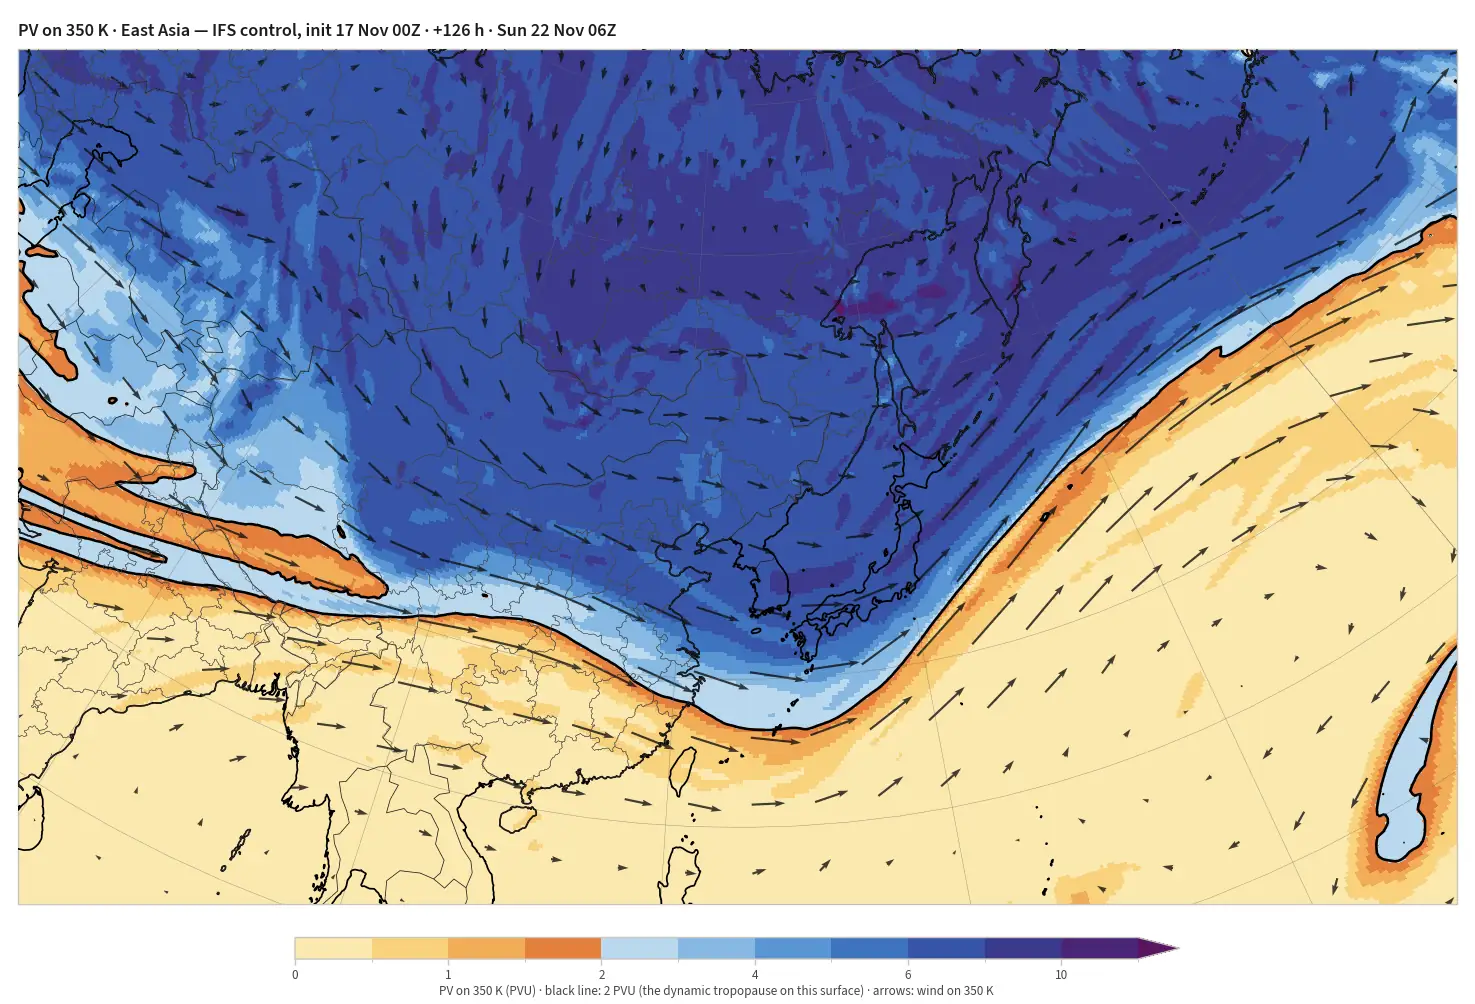 PV on 350 K · East Asia — IFS control, init 17 Nov 00Z · +126 h · Sun 22 Nov 06Z
0 1 2 4 6 10
PV on 350 K (PVU) · black line: 2 PVU (the dynamic tropopause on this surface) · arrows: wind on 350 K